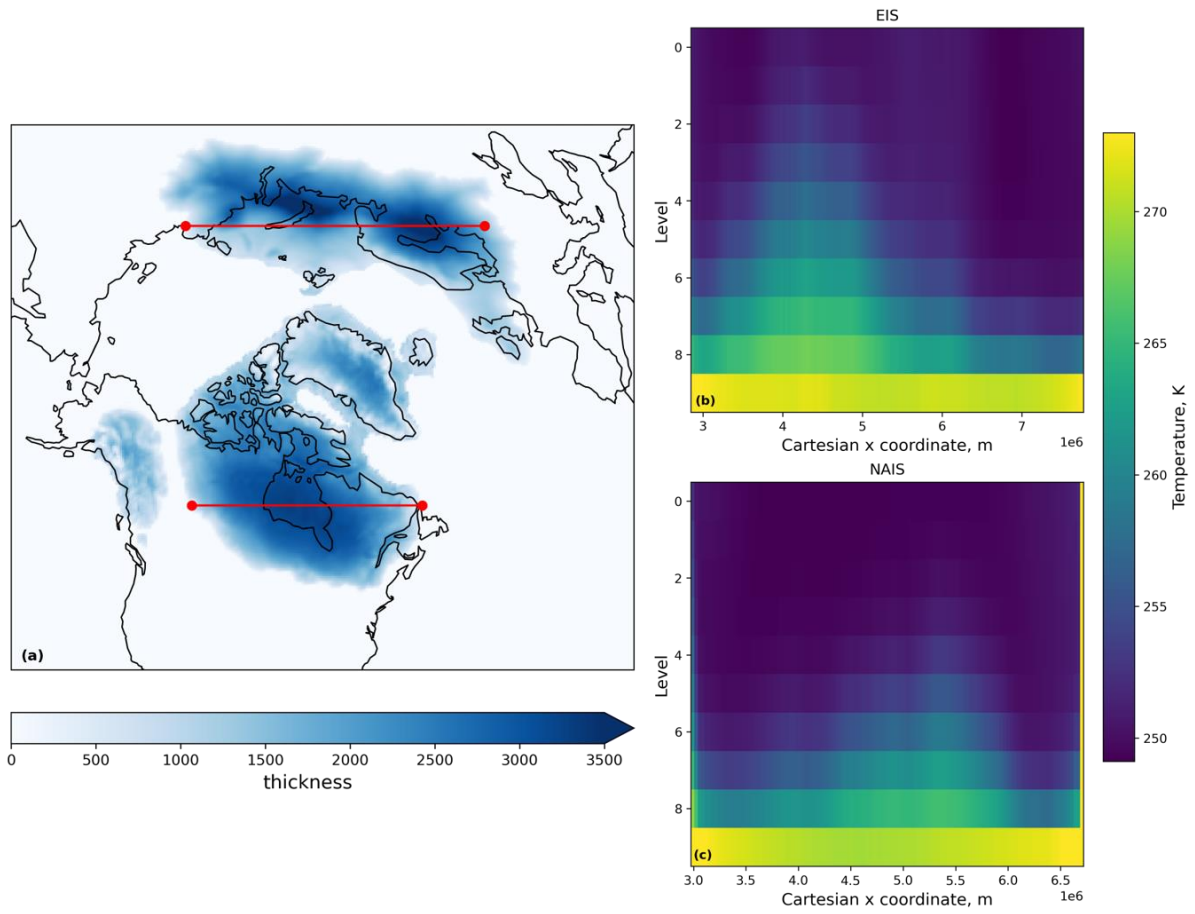 (a)
0 500 1000 1500 2000 2500 3000 3500
thickness
EIS
0
2
4
6
8
Level
(b)
3 4 5 6 7
1e6
Cartesian x coordinate, m
NAIS
0
2
4
6
8
Level
(c)
3.0 3.5 4.0 4.5 5.0 5.5 6.0 6.5
1e6
Cartesian x coordinate, m
270
265
260
255
250
Temperature, K